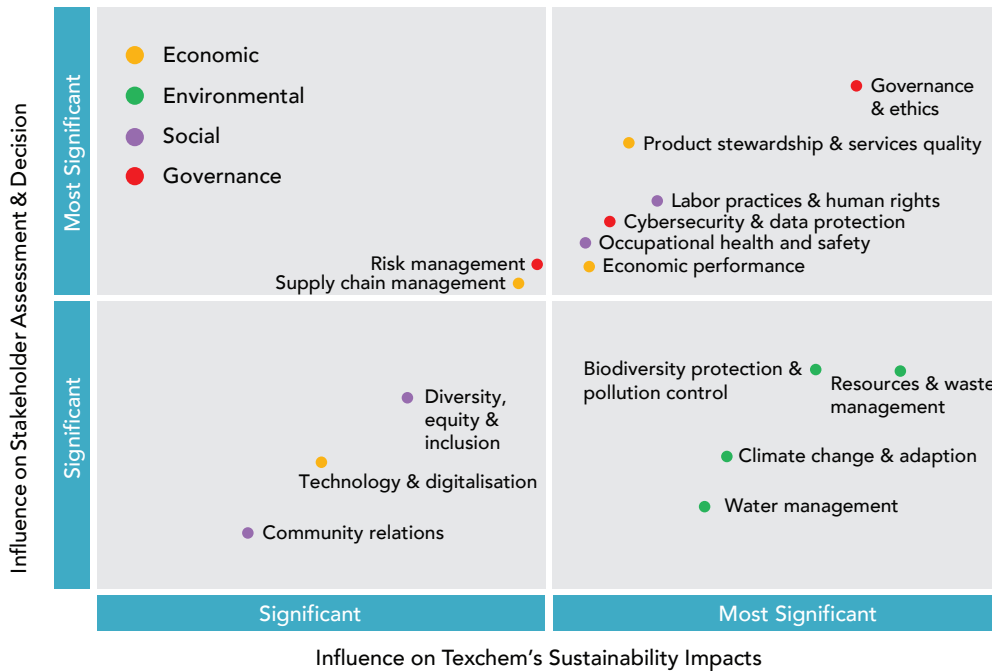 Influence on Stakeholder Assessment & Decision
Most Significant
Significant
Economic
Environmental
Social
Governance
Governance
& ethics
Product stewardship & services quality
Labor practices & human rights
Cybersecurity & data protection
Occupational health and safety
Economic performance
Risk management
Supply chain management
Biodiversity protection &
pollution control
Resources & waste
management
Diversity,
equity &
inclusion
Climate change & adaption
Technology & digitalisation
Water management
Community relations
Significant
Most Significant
Influence on Texchem's Sustainability Impacts